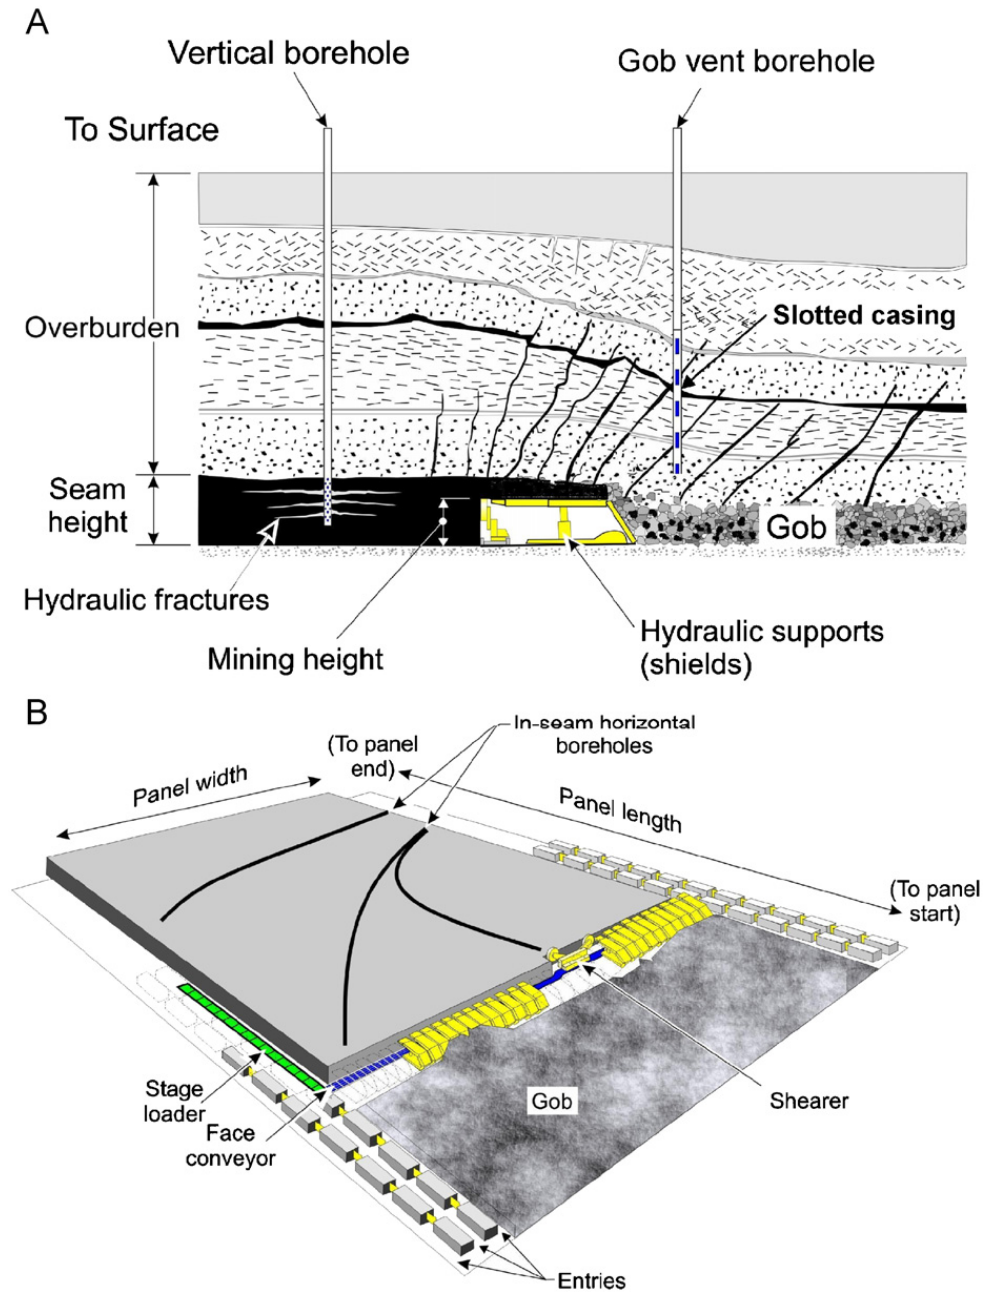 A
Vertical borehole
Gob vent borehole
To Surface
Slotted casing
Overburden
Seam
height
Gob
Hydraulic fractures
Mining height
Hydraulic supports
(shields)
B
In-seam horizontal
boreholes
(To panel
end)
Panel width
Panel length
(To panel
start)
Stage
loader
Face
conveyor
Gob
Shearer
Entries